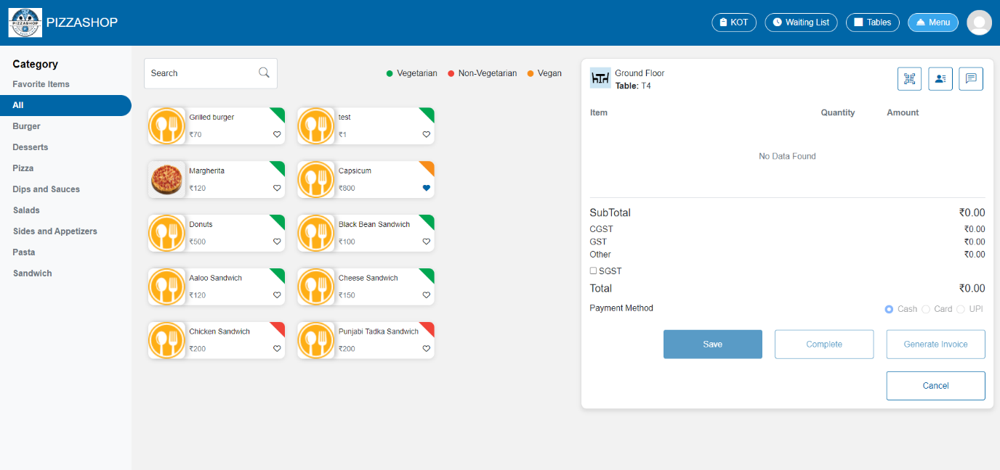 PIZZASHOP
PIZZASHOP
KOT
Waiting List
Tables
Menu
Category
Favorite Items
All
Burger
Desserts
Pizza
Dips and Sauces
Salads
Sides and Appetizers
Pasta
Sandwich
Search
Vegetarian
Non-Vegetarian
Vegan
Grilled burger
₹70
test
₹1
Margherita
₹120
Capsicum
₹800
Donuts
₹500
Black Bean Sandwich
₹100
Aaloo Sandwich
₹120
Cheese Sandwich
₹150
Chicken Sandwich
₹200
Punjabi Tadka Sandwich
₹200
Ground Floor
Table: T4
Item Quantity Amount
No Data Found
SubTotal ₹0.00
CGST ₹0.00
GST ₹0.00
Other ₹0.00
SGST
Total ₹0.00
Payment Method Cash Card UPI
Save Complete Generate Invoice
Cancel